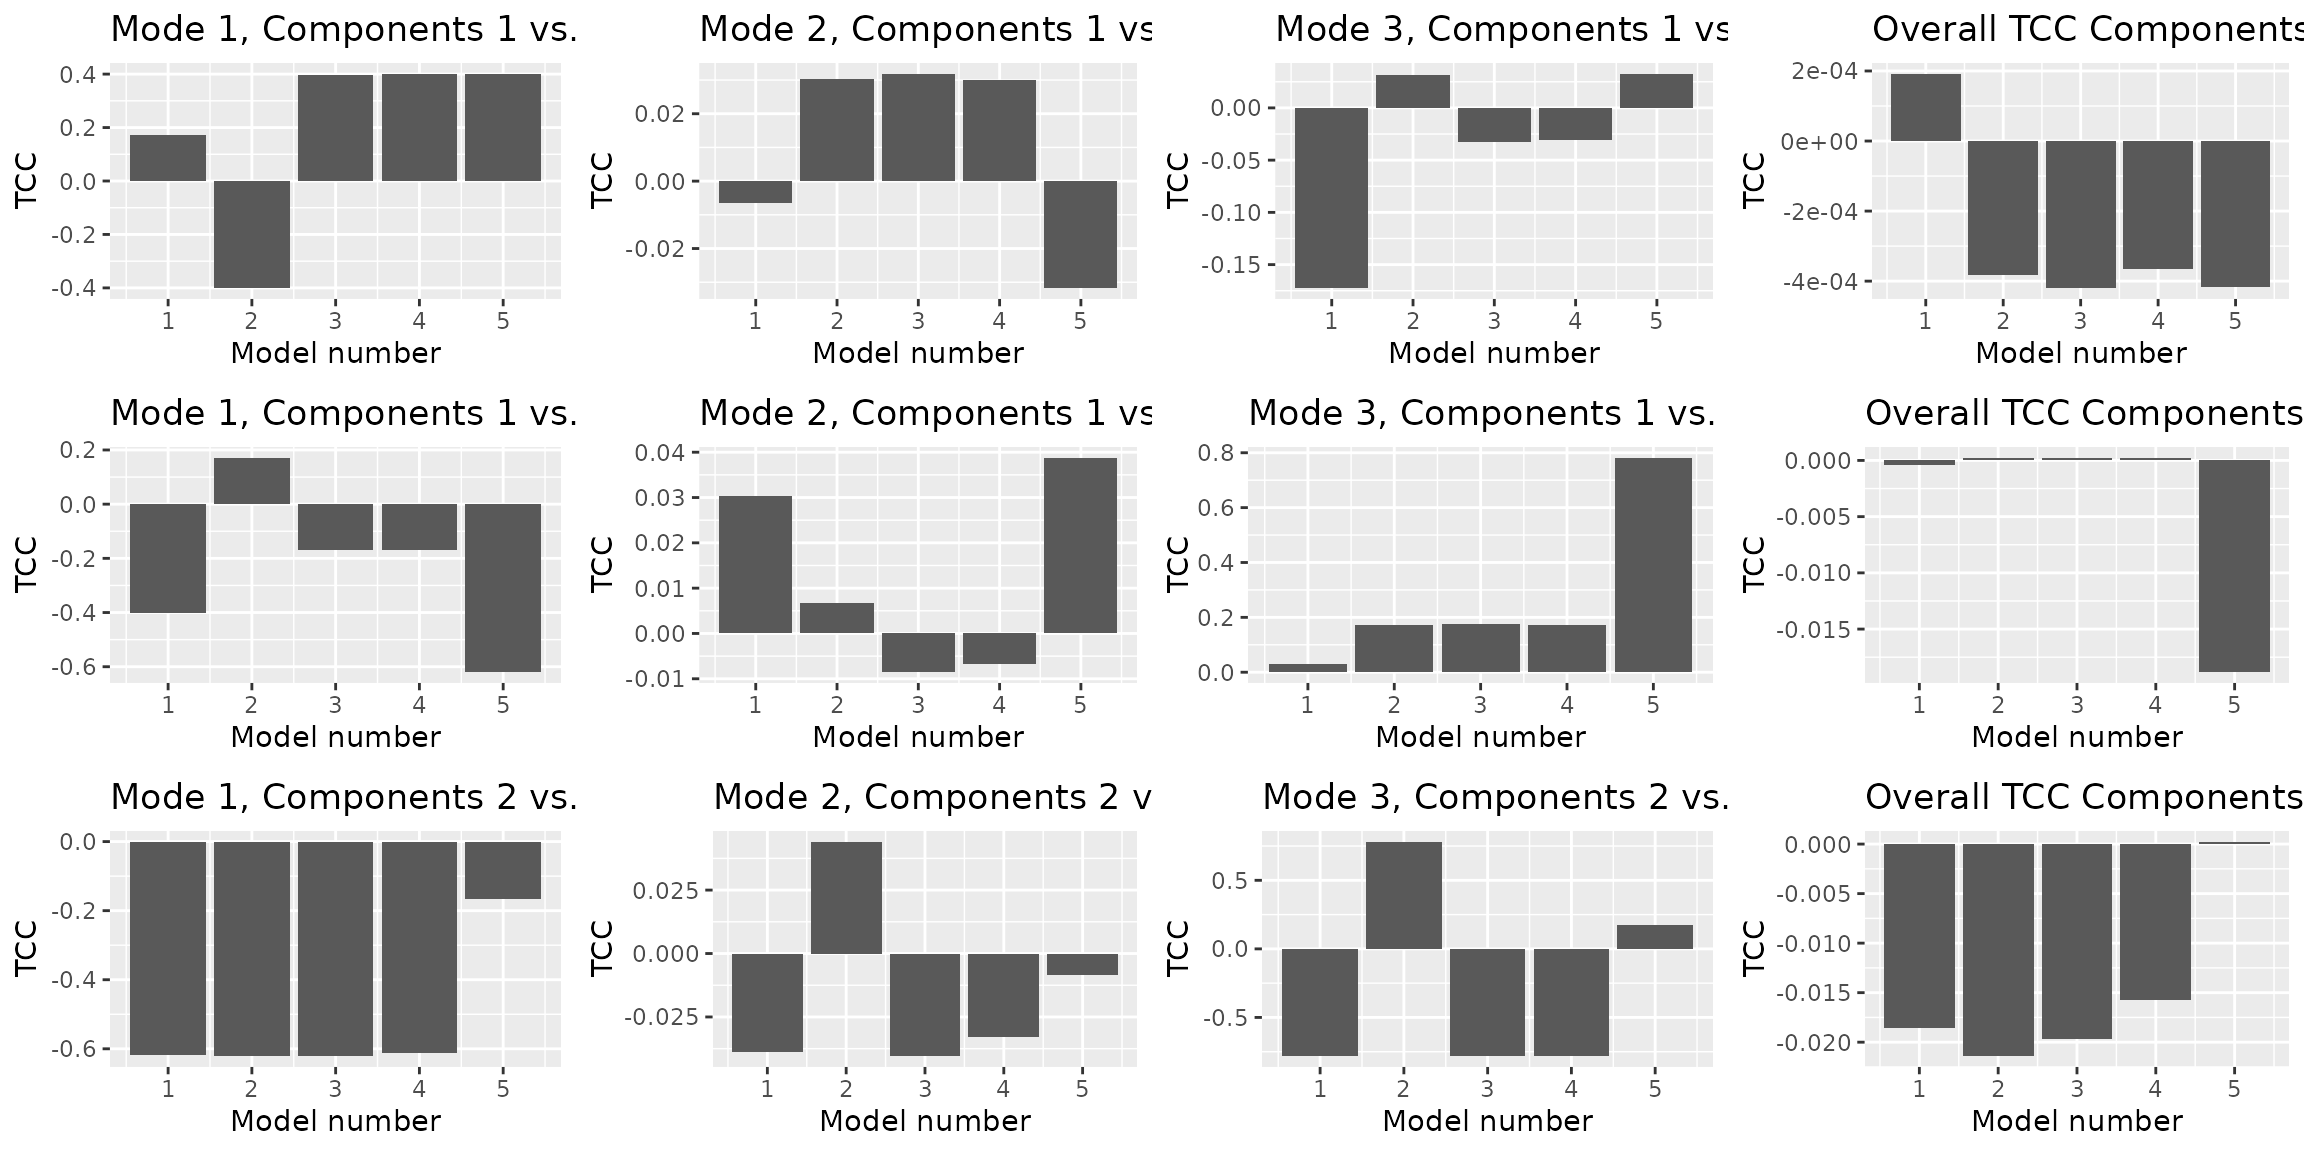 Mode 1, Components 1 vs.
TCC
0.4
0.2
0.0
-0.2
-0.4
1 2 3 4 5
Model number
Mode 2, Components 1 vs
TCC
0.02
0.00
-0.02
1 2 3 4 5
Model number
Mode 3, Components 1 vs
TCC
0.00
-0.05
-0.10
-0.15
1 2 3 4 5
Model number
Overall TCC Components
TCC
2e-04
0e+00
-2e-04
-4e-04
1 2 3 4 5
Model number
Mode 1, Components 1 vs.
TCC
0.2
0.0
-0.2
-0.4
-0.6
1 2 3 4 5
Model number
Mode 2, Components 1 vs
TCC
0.04
0.03
0.02
0.01
0.00
-0.01
1 2 3 4 5
Model number
Mode 3, Components 1 vs.
TCC
0.8
0.6
0.4
0.2
0.0
1 2 3 4 5
Model number
Overall TCC Components
TCC
0.000
-0.005
-0.010
-0.015
1 2 3 4 5
Model number
Mode 1, Components 2 vs.
TCC
0.0
-0.2
-0.4
-0.6
1 2 3 4 5
Model number
Mode 2, Components 2 v
TCC
0.025
0.000
-0.025
1 2 3 4 5
Model number
Mode 3, Components 2 vs.
TCC
0.5
0.0
-0.5
1 2 3 4 5
Model number
Overall TCC Components
TCC
0.000
-0.005
-0.010
-0.015
-0.020
1 2 3 4 5
Model number